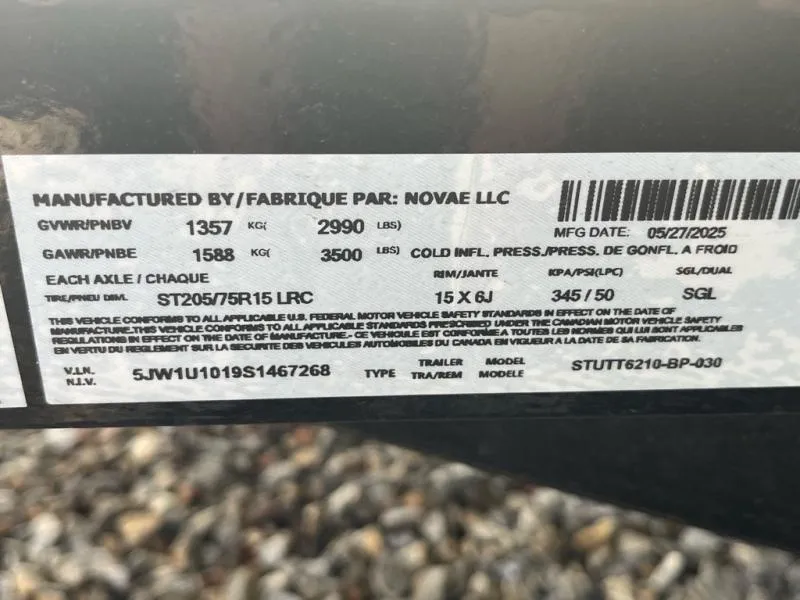 MANUFACTURED BY/FABRIQUE PAR: NOVAE LLC
GVWR/PNBV 1357 KG( 2990 LBS)
MFG DATE: 05/27/2025
GAWR/PNBE 1588 KG( 3500 LBS) COLD INFL. PRESS./PRESS. DE GONFL. A FROID
EACH AXLE / CHAQUE RIM/JANTE KPA/PSI(LPC) SGL/DUAL
TIRE/PNEU DIM. ST205/75R15 LRC 15 X 6J 345 / 50 SGL
THIS VEHICLE CONFORMS TO ALL APPLICABLE U.S. FEDERAL MOTOR VEHICLE SAFETY STANDARDS IN EFFECT ON THE DATE OF
MANUFACTURE.THIS VEHICLE CONFORMS TO ALL APPLICABLE STANDARDS PRESCRIBED UNDER THE CANADIAN MOTOR VEHICLE SAFETY
REGULATIONS IN EFFECT ON THE DATE OF MANUFACTURE.- CE VEHICULE EST CONFORME A TOUTES LES NORMES QUI LUI SONT APPLICABLES
EN VERTU DU REGLEMENT SUR LA SECURITE DES VEHICULES AUTOMOBILES DU CANADA EN VIGUEUR A LA DATE DE SA FABRICATION.
V.I.N. 5JW1U1019S1467268 TYPE TRAILER MODEL STUTT6210-BP-030
N.I.V. TRA/REM MODELE